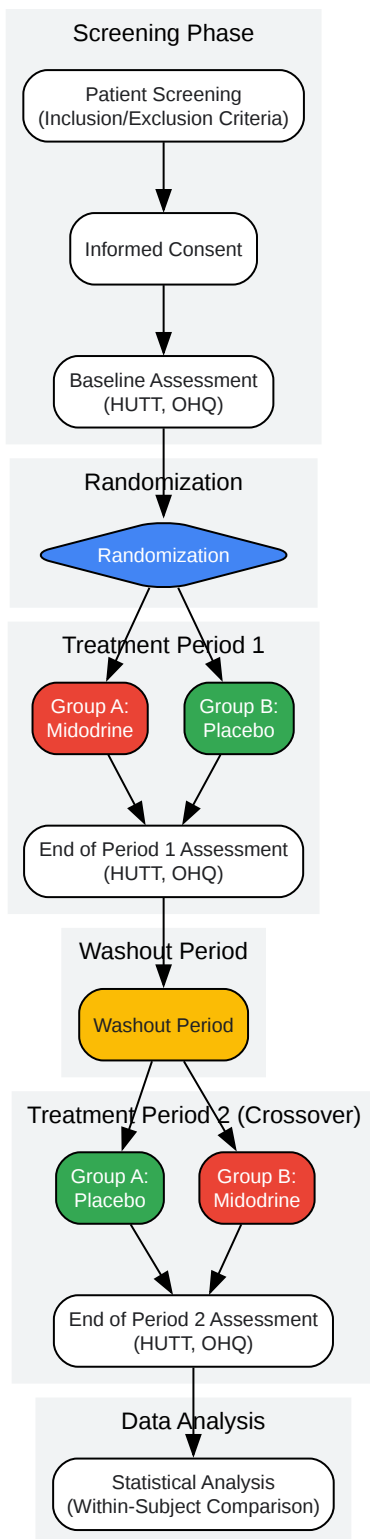 Screening Phase
Patient Screening
(Inclusion/Exclusion Criteria)
Informed Consent
Baseline Assessment
(HUTT, OHQ)
Randomization
Randomization
Treatment Period 1
Group A:
Midodrine
Group B:
Placebo
End of Period 1 Assessment
(HUTT, OHQ)
Washout Period
Washout Period
Treatment Period 2 (Crossover)
Group A:
Placebo
Group B:
Midodrine
End of Period 2 Assessment
(HUTT, OHQ)
Data Analysis
Statistical Analysis
(Within-Subject Comparison)